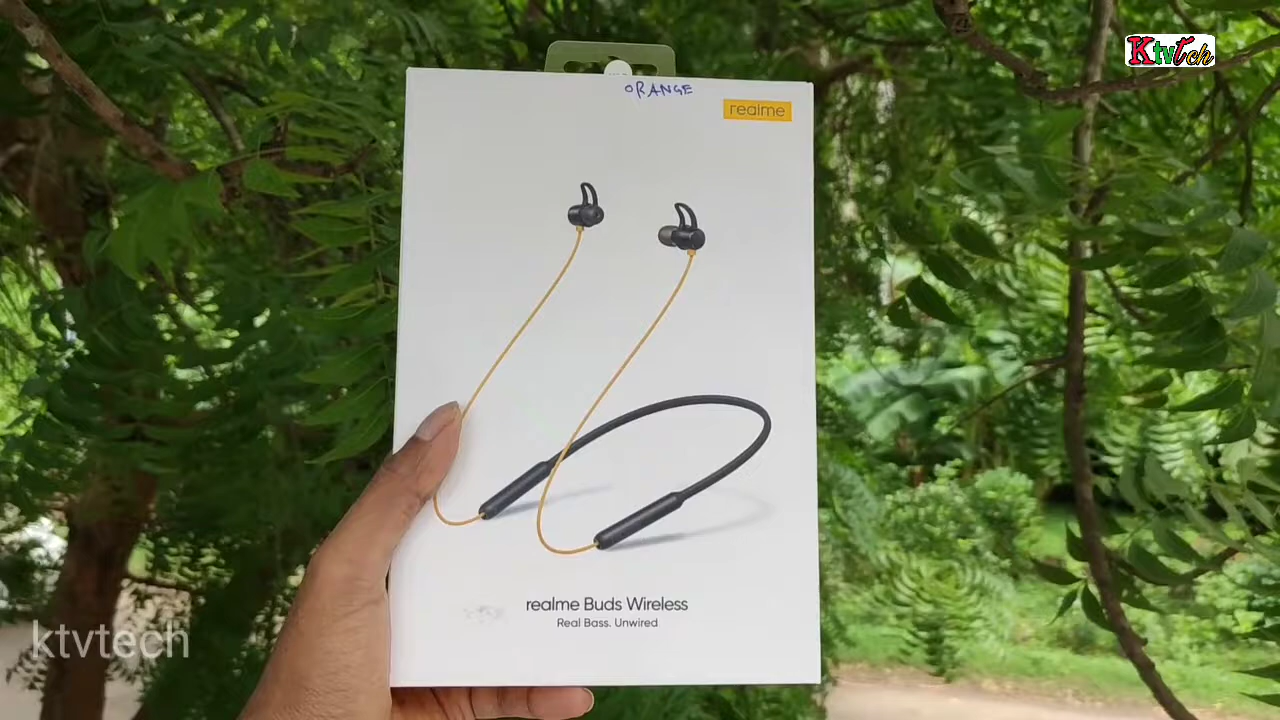 Ktvtch
ORANGE
realme
realme Buds Wireless
Real Bass. Unwired
ktvtech